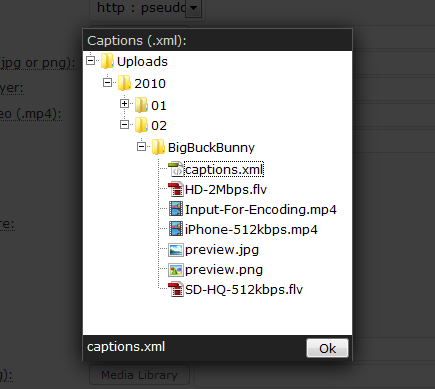 http : pseudo
Captions (.xml):
Uploads
(jpg or png):
2010
yer:
01
eo (.mp4):
02
BigBuckBunny
captions.xml
HD-2Mbps.flv
Input-For-Encoding.mp4
re:
iPhone-512kbps.mp4
preview.jpg
preview.png
SD-HQ-512kbps.flv
captions.xml
Ok
g):
Media Library